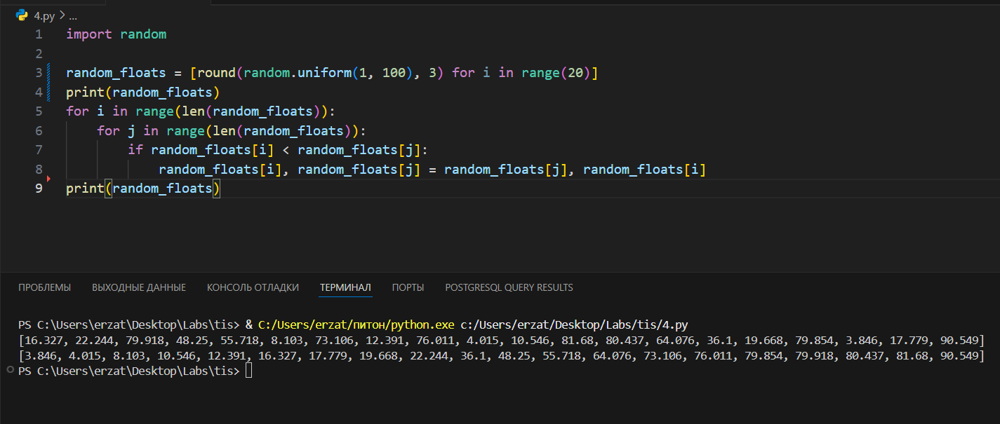 4.py > ...
1 import random
2
3 random_floats = [round(random.uniform(1, 100), 3) for i in range(20)]
4 print(random_floats)
5 for i in range(len(random_floats)):
6     for j in range(len(random_floats)):
7         if random_floats[i] < random_floats[j]:
8             random_floats[i], random_floats[j] = random_floats[j], random_floats[i]
9 print(random_floats)
ПРОБЛЕМЫ ВЫХОДНЫЕ ДАННЫЕ КОНСОЛЬ ОТЛАДКИ ТЕРМИНАЛ ПОРТЫ POSTGRESQL QUERY RESULTS
PS C:\Users\erzat\Desktop\Labs\tis> & C:/Users/erzat/питон/python.exe c:/Users/erzat/Desktop/Labs/tis/4.py
[16.327, 22.244, 79.918, 48.25, 55.718, 8.103, 73.106, 12.391, 76.011, 4.015, 10.546, 81.68, 80.437, 64.076, 36.1, 19.668, 79.854, 3.846, 17.779, 90.549]
[3.846, 4.015, 8.103, 10.546, 12.391, 16.327, 17.779, 19.668, 22.244, 36.1, 48.25, 55.718, 64.076, 73.106, 76.011, 79.854, 79.918, 80.437, 81.68, 90.549]
PS C:\Users\erzat\Desktop\Labs\tis>